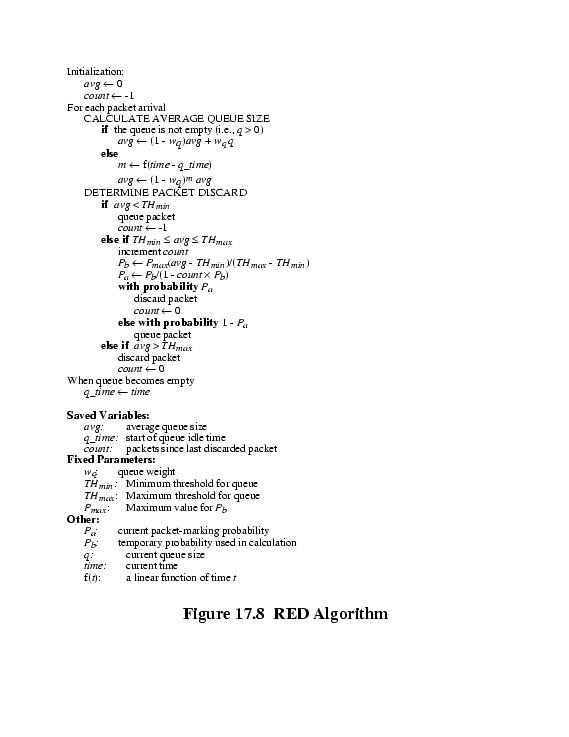 Initialization:
avg ← 0
count ← -1
For each packet arrival
CALCULATE AVERAGE QUEUE SIZE
if the queue is not empty (i.e., q > 0)
avg ← (1 - wq)avg + wq q
else
m ← f(time - q_time)
avg ← (1 - wq)m avg
DETERMINE PACKET DISCARD
if avg < THmin
queue packet
count ← -1
else if THmin ≤ avg ≤ THmax
increment count
Pb ← Pmax(avg - THmin)/(THmax - THmin)
Pa ← Pb/(1 - count × Pb)
with probability Pa
discard packet
count ← 0
else with probability 1 - Pa
queue packet
else if avg > THmax
discard packet
count ← 0
When queue becomes empty
q_time ← time
Saved Variables:
avg: average queue size
q_time: start of queue idle time
count: packets since last discarded packet
Fixed Parameters:
wq: queue weight
THmin: Minimum threshold for queue
THmax: Maximum threshold for queue
Pmax: Maximum value for Pb
Other:
Pa: current packet-marking probability
Pb: temporary probability used in calculation
q: current queue size
time: current time
f(t): a linear function of time t
Figure 17.8 RED Algorithm